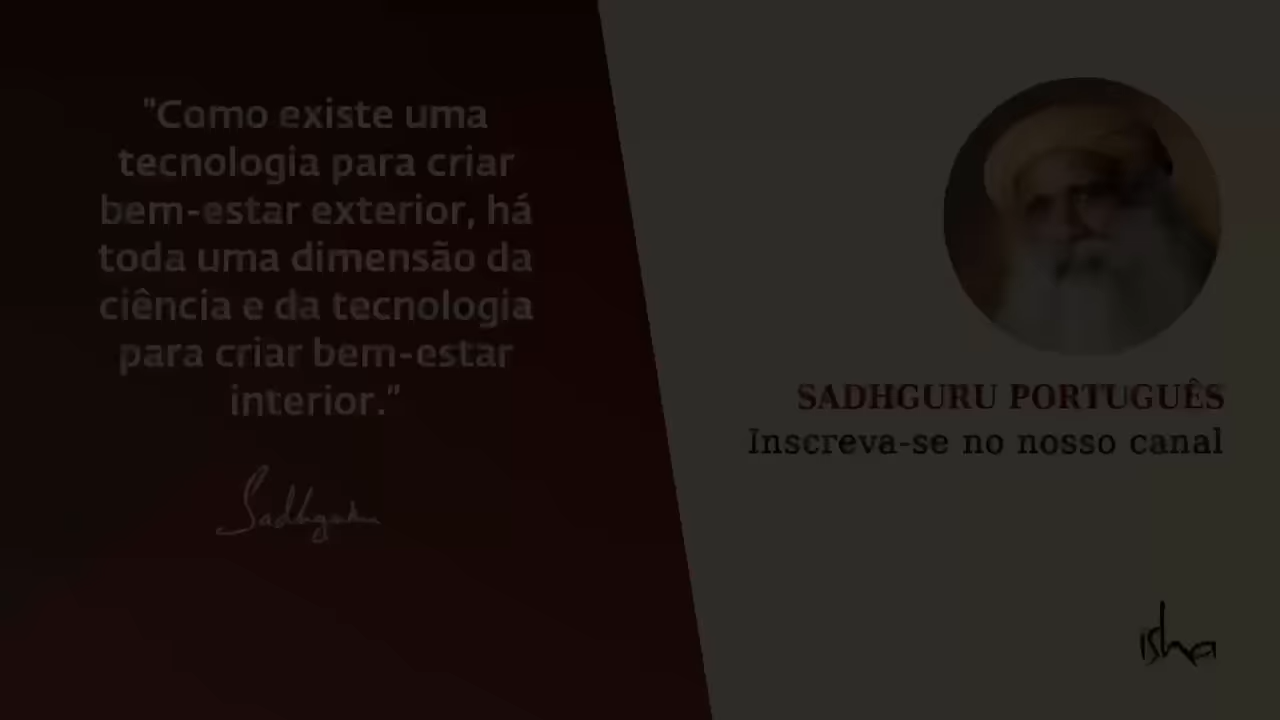 "Como existe uma
tecnologia para criar
bem-estar exterior, há
toda uma dimensão da
ciência e da tecnologia
para criar bem-estar
interior.”
Sadhguru
SADHGURU PORTUGUÊS
Inscreva-se no nosso canal
isha